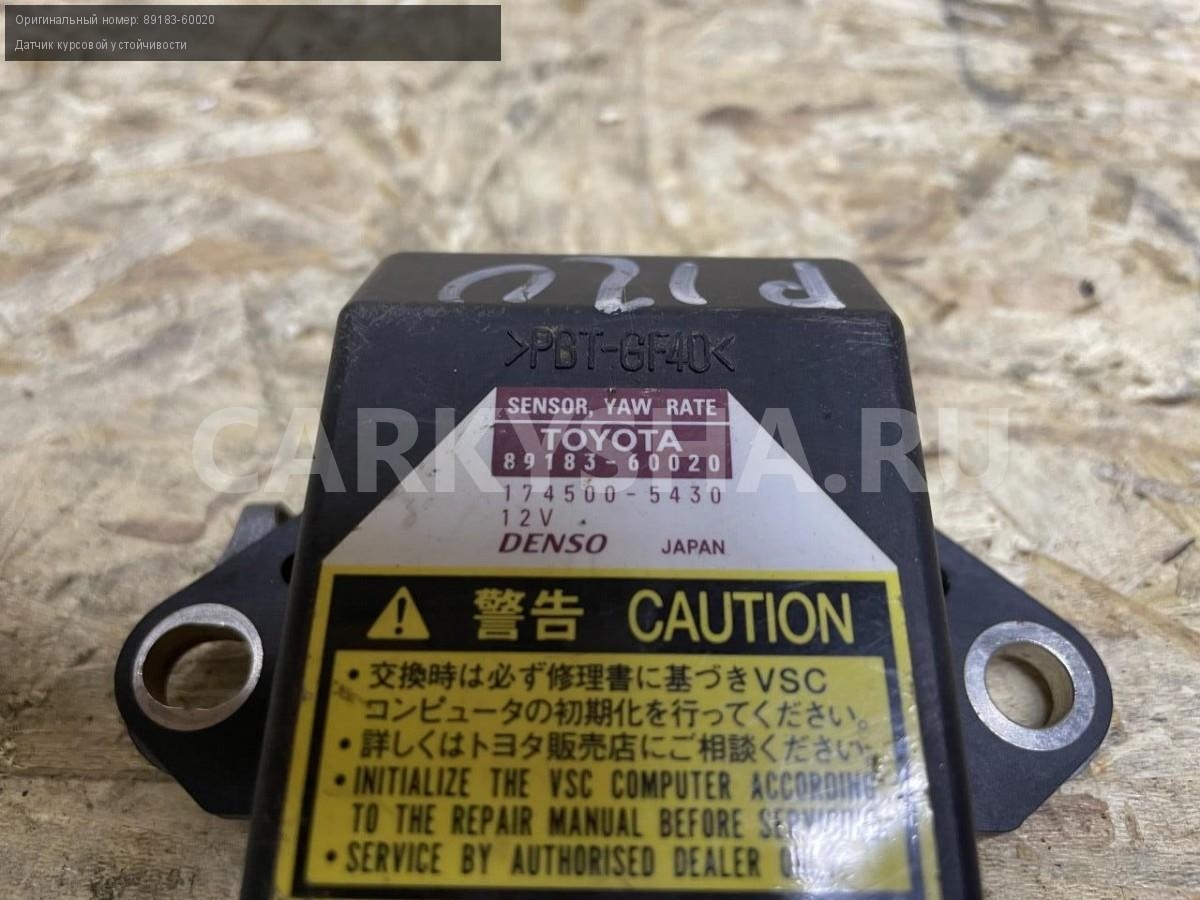 Оригинальный номер: 89183-60020
Датчик курсовой устойчивости
>PBT-GF40<
SENSOR, YAW RATE
TOYOTA
89183-60020
CARKYSHA.RU
174500-5430
12V
DENSO JAPAN
警告 CAUTION
・交換時は必ず修理書に基づきVSC
コンピュータの初期化を行ってください。
・詳しくはトヨタ販売店にご相談ください。
• INITIALIZE THE VSC COMPUTER ACCORDING
TO THE REPAIR MANUAL BEFORE
• SERVICE BY AUTHORISED DEALER